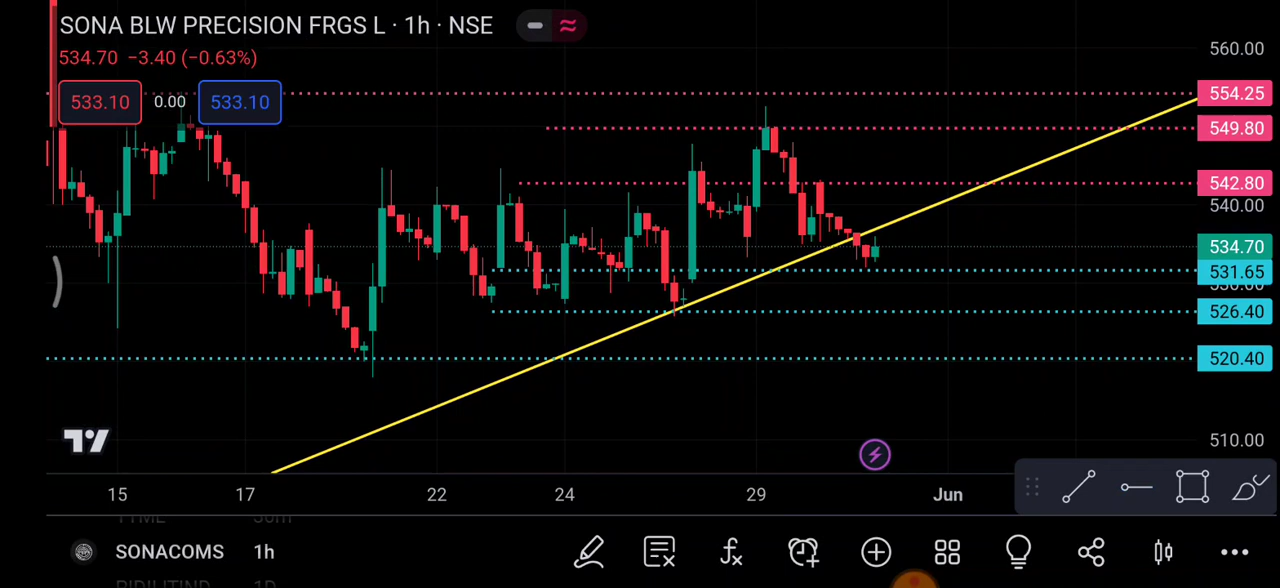 SONA BLW PRECISION FRGS L · 1h · NSE
534.70 −3.40 (−0.63%)
533.10 0.00 533.10
560.00
554.25
549.80
542.80
540.00
534.70
531.65
526.40
520.40
510.00
15 17 22 24 29 Jun
SONACOMS 1h